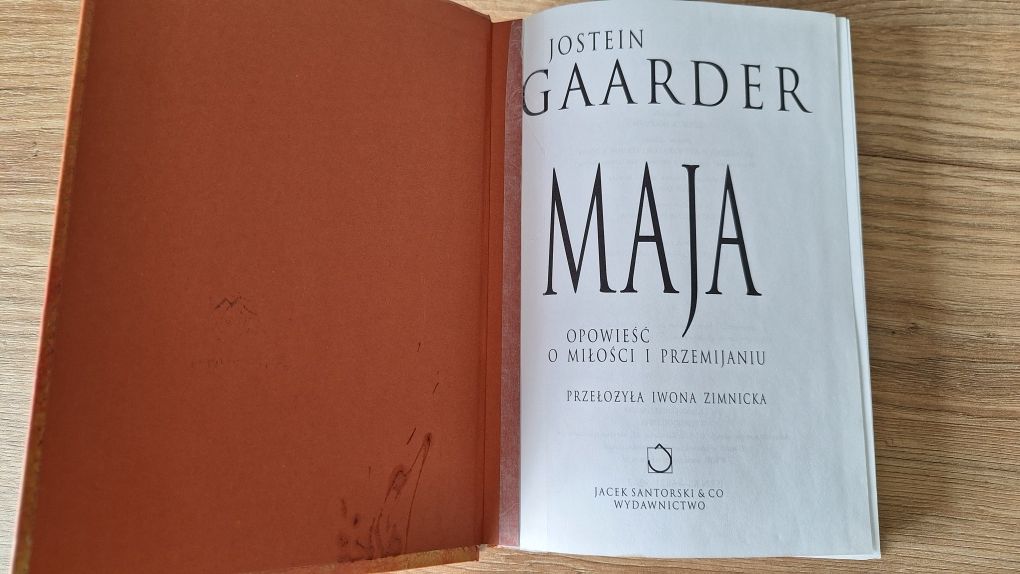 JOSTEIN
GAARDER
MAJA
OPOWIEŚĆ
O MIŁOŚCI I PRZEMIJANIU
PRZEŁOŻYŁA IWONA ZIMNICKA
JACEK SANTORSKI & CO
WYDAWNICTWO